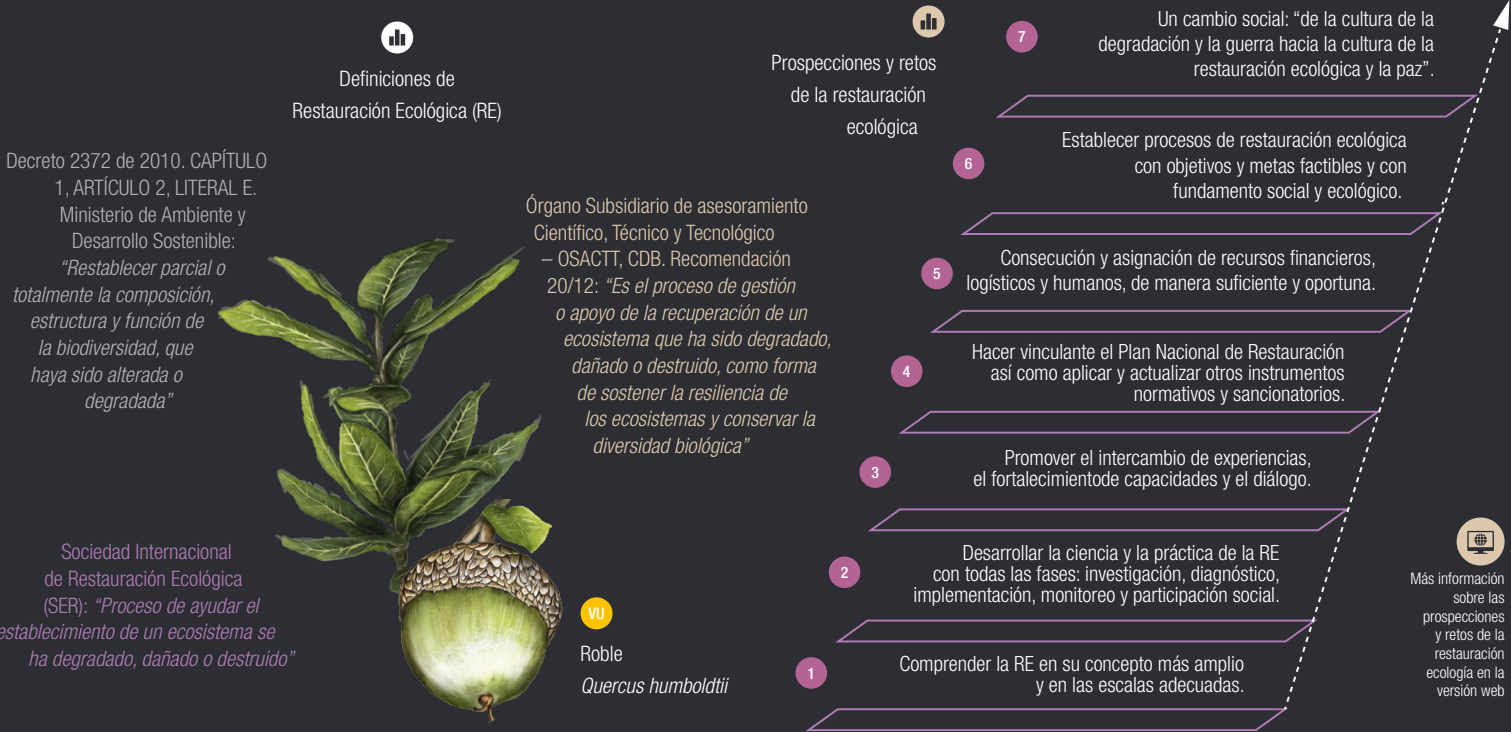 Definiciones de
Restauración Ecológica (RE)
Decreto 2372 de 2010. CAPÍTULO
1, ARTÍCULO 2, LITERAL E.
Ministerio de Ambiente y
Desarrollo Sostenible:
“Restablecer parcial o
totalmente la composición,
estructura y función de
la biodiversidad, que
haya sido alterada o
degradada”
Órgano Subsidiario de asesoramiento
Científico, Técnico y Tecnológico
– OSACTT, CDB. Recomendación
20/12: “Es el proceso de gestión
o apoyo de la recuperación de un
ecosistema que ha sido degradado,
dañado o destruido, como forma
de sostener la resiliencia de
los ecosistemas y conservar la
diversidad biológica”
Sociedad Internacional
de Restauración Ecológica
(SER): “Proceso de ayudar el
establecimiento de un ecosistema se
ha degradado, dañado o destruido”
VU
Roble
Quercus humboldtii
Prospecciones y retos
de la restauración
ecológica
7
Un cambio social: “de la cultura de la
degradación y la guerra hacia la cultura de la
restauración ecológica y la paz”.
6
Establecer procesos de restauración ecológica
con objetivos y metas factibles y con
fundamento social y ecológico.
5
Consecución y asignación de recursos financieros,
logísticos y humanos, de manera suficiente y oportuna.
4
Hacer vinculante el Plan Nacional de Restauración
así como aplicar y actualizar otros instrumentos
normativos y sancionatorios.
3
Promover el intercambio de experiencias,
el fortalecimientode capacidades y el diálogo.
2
Desarrollar la ciencia y la práctica de la RE
con todas las fases: investigación, diagnóstico,
implementación, monitoreo y participación social.
1
Comprender la RE en su concepto más amplio
y en las escalas adecuadas.
Más información
sobre las
prospecciones
y retos de la
restauración
ecología en la
versión web